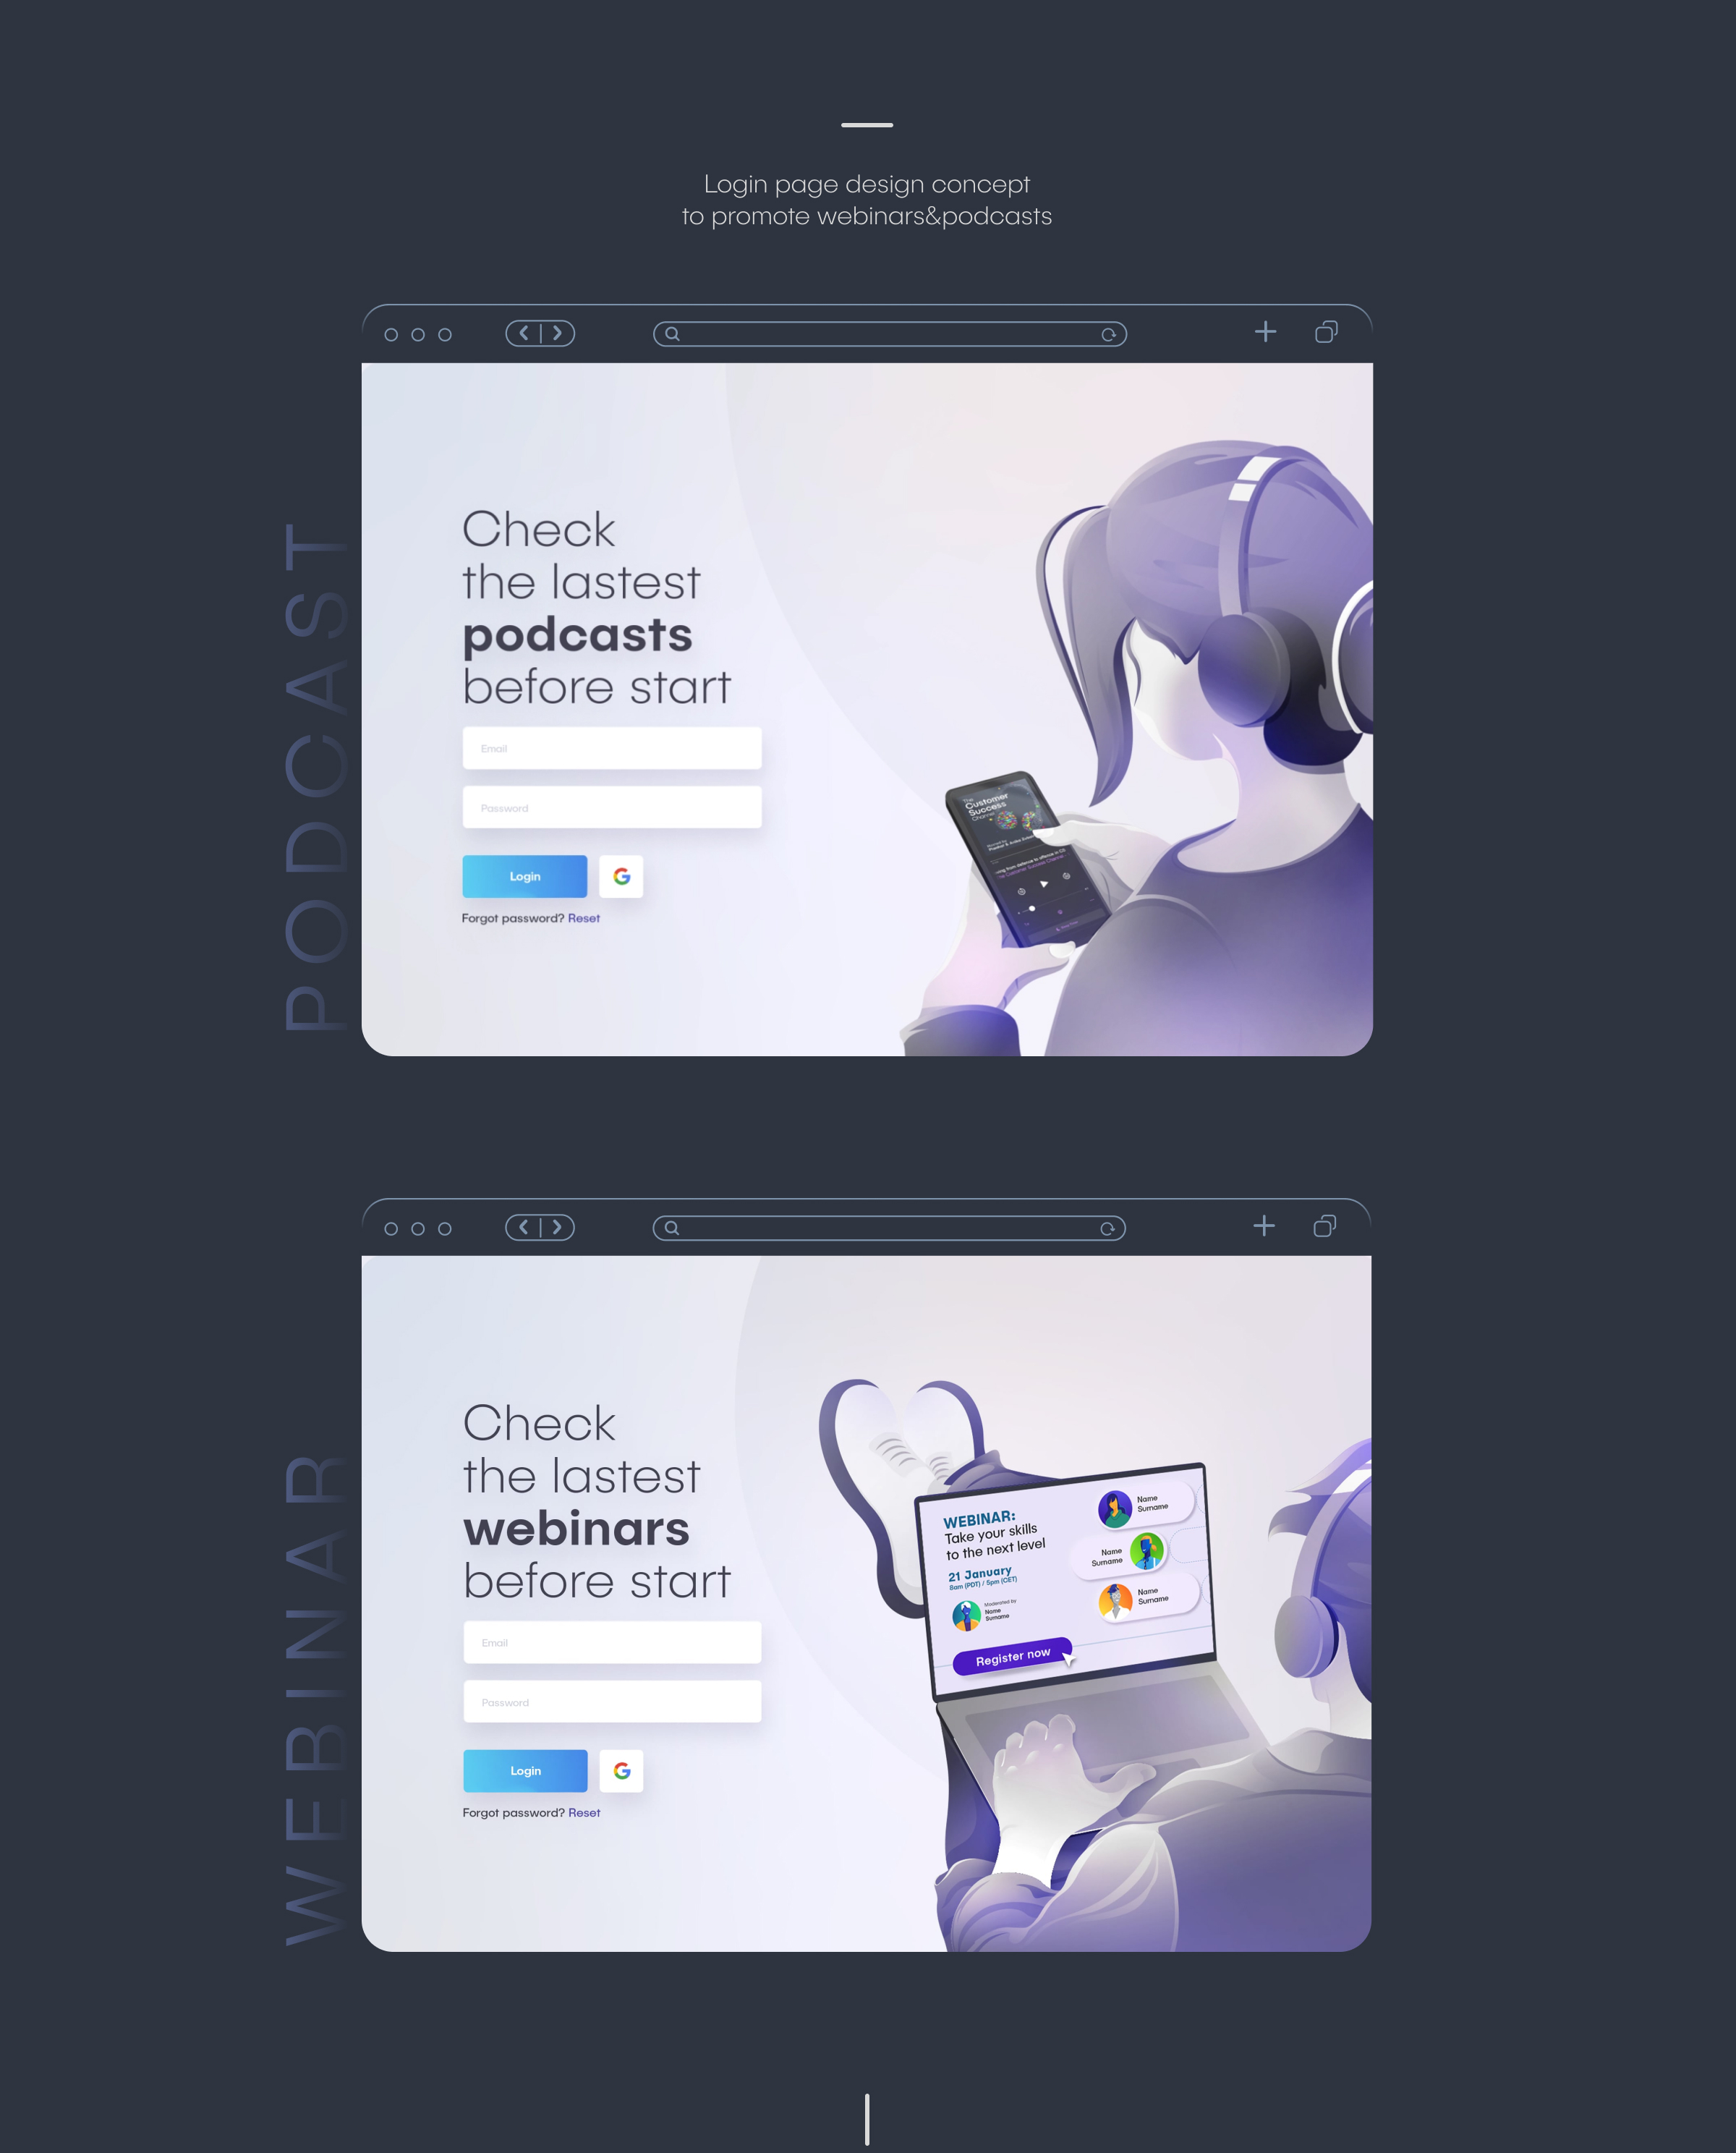 Login page design concept
to promote webinars&podcasts
PODCAST
Check
the lastest
podcasts
before start
Email
Password
Login
G
Forgot password? Reset
The
Customer
Success
Channel
WEBINAR
Check
the lastest
webinars
before start
Email
Password
Login
G
Forgot password? Reset
WEBINAR:
Take your skills
to the next level
21 January
8am (PDT) / 5pm (CET)
Moderated by
Name
Surname
Register now
Name
Surname
Name
Surname
Name
Surname